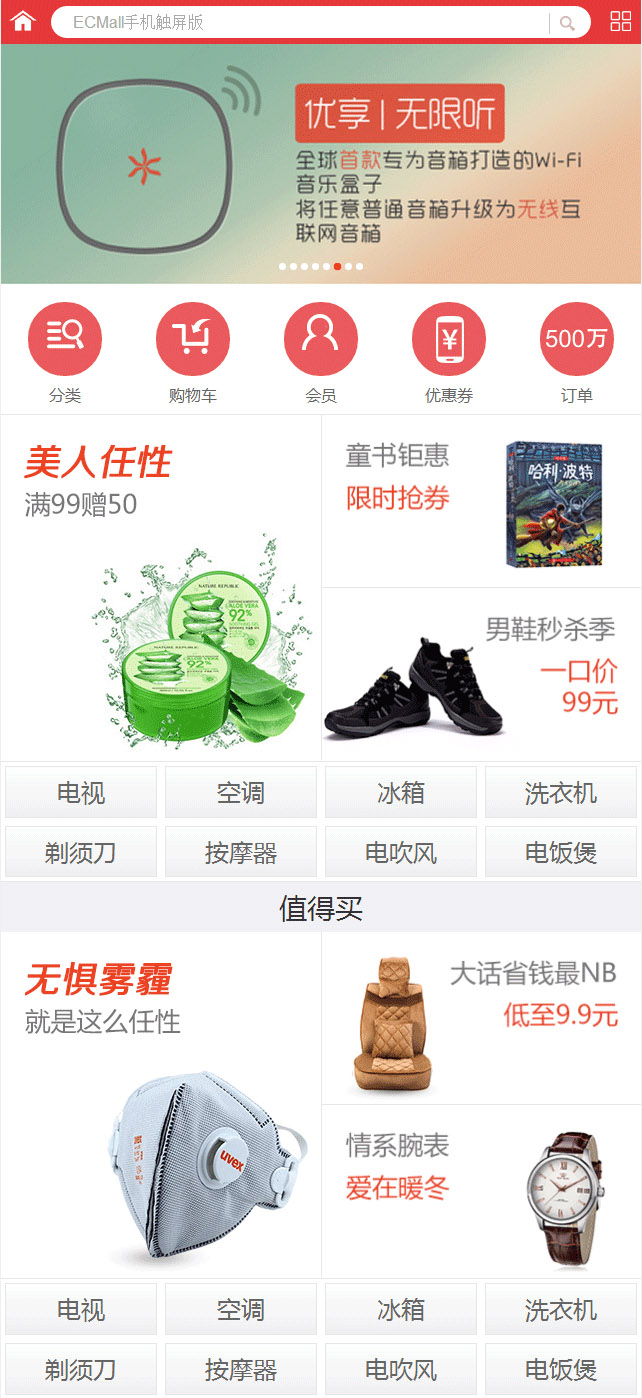 ECMall手机触屏版
优享 | 无限听
全球首款专为音箱打造的Wi-Fi
音乐盒子
将任意普通音箱升级为无线互
联网音箱
¥
500万
分类
购物车
会员
优惠券
订单
美人任性
满99赠50
NATURE REPUBLIC
ALOE VERA
92%
SOOTHING GEL
NATURE REPUBLIC
ALOE VERA
92%
童书钜惠
限时抢券
哈利·波特
男鞋秒杀季
一口价
99元
电视
空调
冰箱
洗衣机
剃须刀
按摩器
电吹风
电饭煲
值得买
无惧雾霾
就是这么任性
uvex
大话省钱最NB
低至9.9元
情系腕表
爱在暖冬
电视
空调
冰箱
洗衣机
剃须刀
按摩器
电吹风
电饭煲